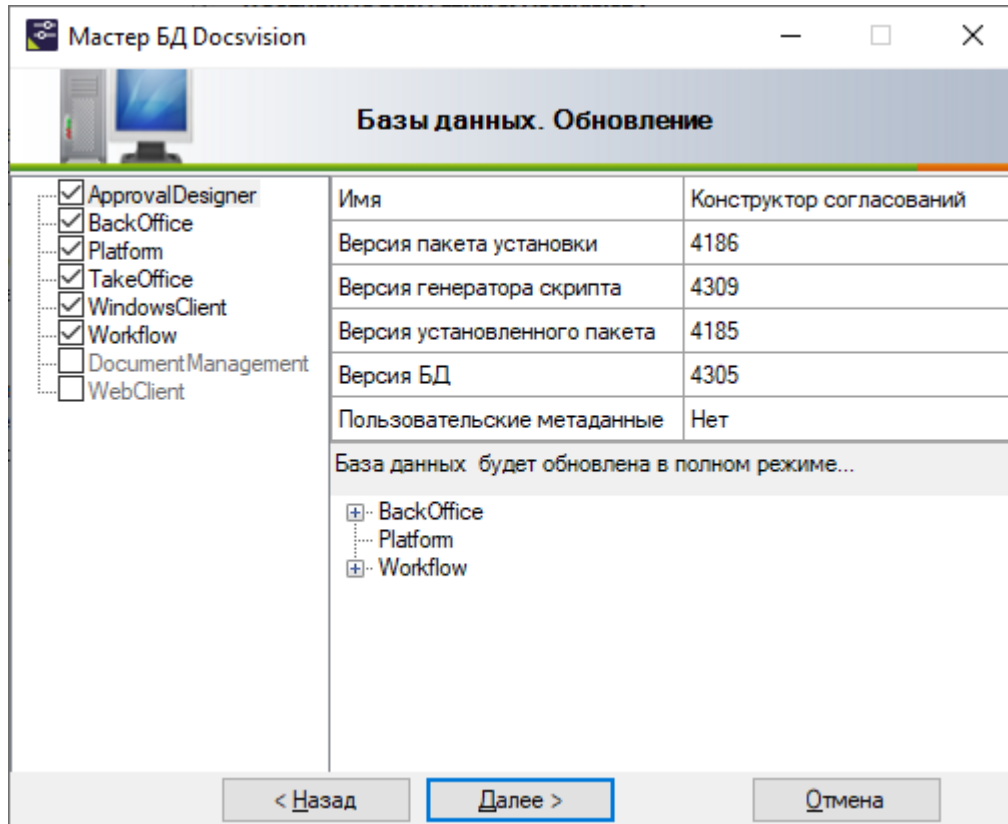 Мастер БД Docsvision
Базы данных. Обновление
ApprovalDesigner
BackOffice
Platform
TakeOffice
WindowsClient
Workflow
DocumentManagement
WebClient
Имя Конструктор согласований
Версия пакета установки 4186
Версия генератора скрипта 4309
Версия установленного пакета 4185
Версия БД 4305
Пользовательские метаданные Нет
База данных будет обновлена в полном режиме...
BackOffice
Platform
Workflow
< Назад Далее > Отмена